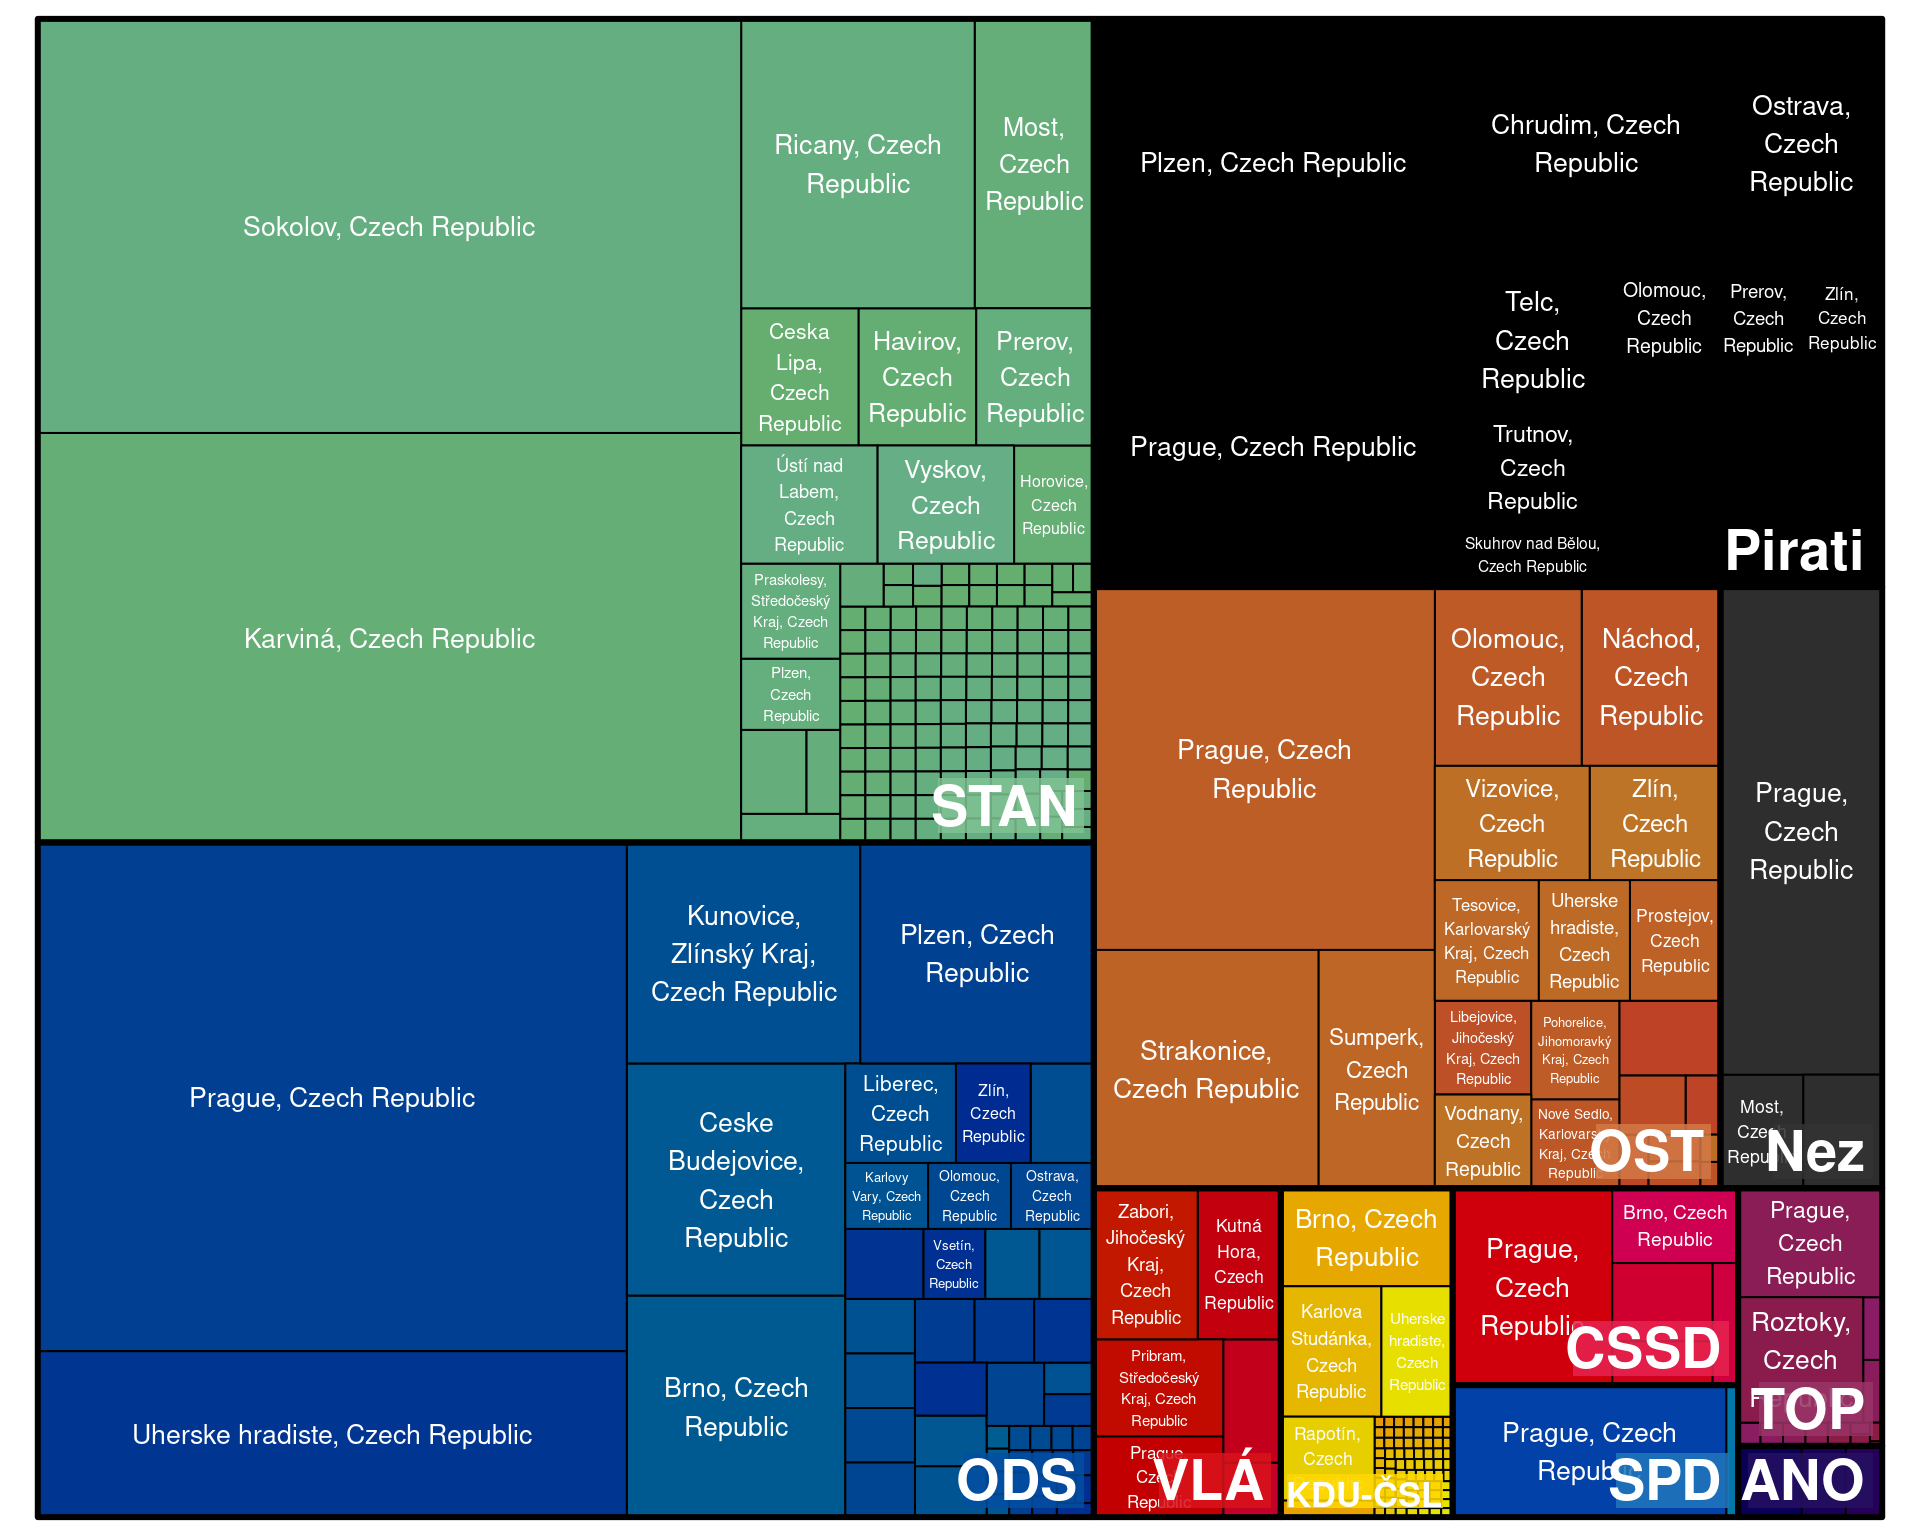 Sokolov, Czech Republic
Karviná, Czech Republic
Ricany, Czech
Republic
Most,
Czech
Republic
Ceska
Lipa,
Czech
Republic
Havirov,
Czech
Republic
Prerov,
Czech
Republic
Ústí nad
Labem,
Czech
Republic
Vyskov,
Czech
Republic
Horovice,
Czech
Republic
Praskolesy,
Středočeský
Kraj, Czech
Republic
Plzen,
Czech
Republic
STAN
Prague, Czech Republic
Uherske hradiste, Czech Republic
Kunovice,
Zlínský Kraj,
Czech Republic
Plzen, Czech
Republic
Ceske
Budejovice,
Czech
Republic
Brno, Czech
Republic
Liberec,
Czech
Republic
Zlín,
Czech
Republic
Karlovy
Vary, Czech
Republic
Olomouc,
Czech
Republic
Ostrava,
Czech
Republic
Vsetín,
Czech
Republic
ODS
Plzen, Czech Republic
Prague, Czech Republic
Chrudim, Czech
Republic
Ostrava,
Czech
Republic
Telc,
Czech
Republic
Olomouc,
Czech
Republic
Prerov,
Czech
Republic
Zlín,
Czech
Republic
Trutnov,
Czech
Republic
Skuhrov nad Bělou,
Czech Republic
Pirati
Prague, Czech
Republic
Strakonice,
Czech Republic
Sumperk,
Czech
Republic
Olomouc,
Czech
Republic
Náchod,
Czech
Republic
Vizovice,
Czech
Republic
Zlín,
Czech
Republic
Tesovice,
Karlovarský
Kraj, Czech
Republic
Uherske
hradiste,
Czech
Republic
Prostejov,
Czech
Republic
Libejovice,
Jihočeský
Kraj, Czech
Republic
Pohorelice,
Jihomoravký
Kraj, Czech
Republic
Vodnany,
Czech
Republic
Nové Sedlo,
Kraj,
OST
Prague,
Czech
Republic
Most,
Nez
Zabori,
Jihočeský
Kraj,
Czech
Republic
Kutná
Hora,
Czech
Republic
Pribram,
Středočeský
Kraj, Czech
Republic
Prague
VLÁ
Brno, Czech
Republic
Karlova
Studánka,
Czech
Republic
Uherske
hradiste,
Czech
Republic
Rapotín,
Czech
KDU-ČSL
Prague,
Czech
Republic
Brno, Czech
Republic
CSSD
Prague, Czech
SPD
Prague,
Czech
Republic
Roztoky,
Czech
TOP
ANO